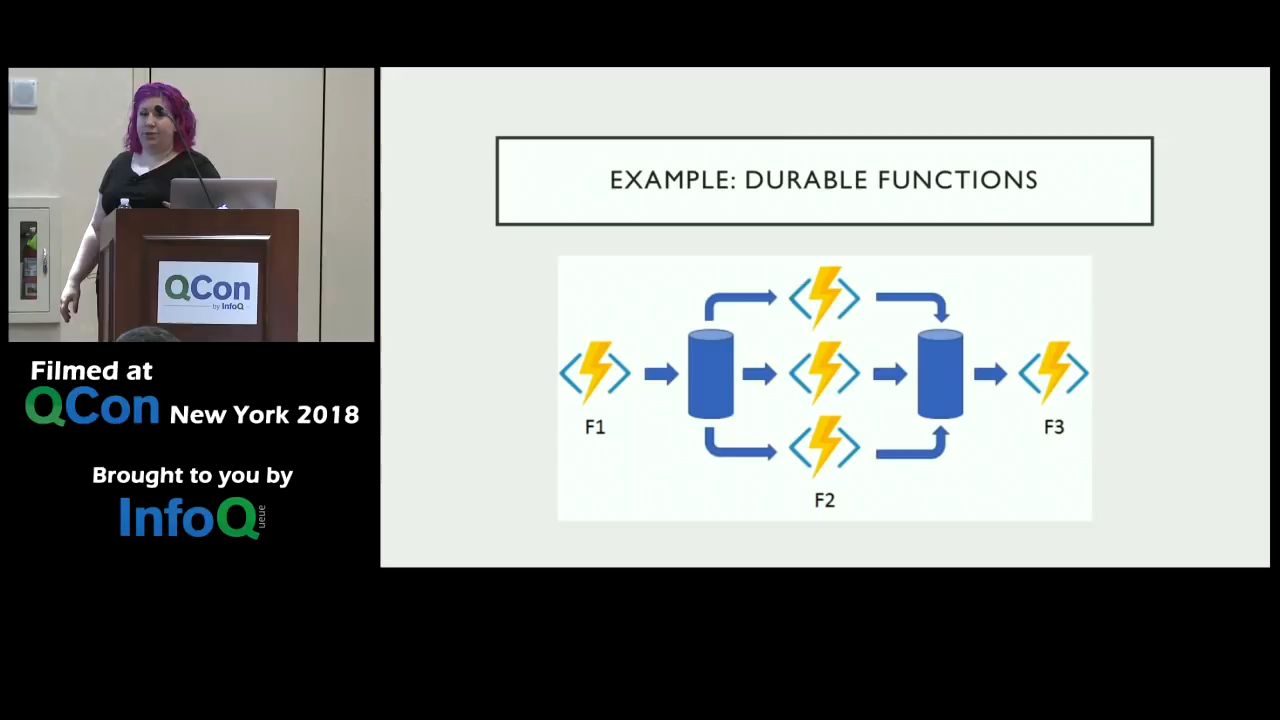 QCon
by InfoQ
Filmed at
QCon New York 2018
Brought to you by
InfoQueue
EXAMPLE: DURABLE FUNCTIONS
F1
F2
F3